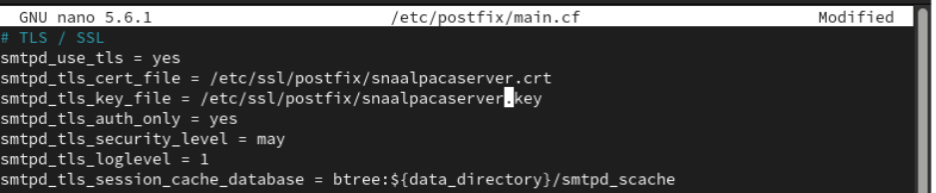 GNU nano 5.6.1 /etc/postfix/main.cf Modified
# TLS / SSL
smtpd_use_tls = yes
smtpd_tls_cert_file = /etc/ssl/postfix/snaalpacaserver.crt
smtpd_tls_key_file = /etc/ssl/postfix/snaalpacaserver.key
smtpd_tls_auth_only = yes
smtpd_tls_security_level = may
smtpd_tls_loglevel = 1
smtpd_tls_session_cache_database = btree:${data_directory}/smtpd_scache